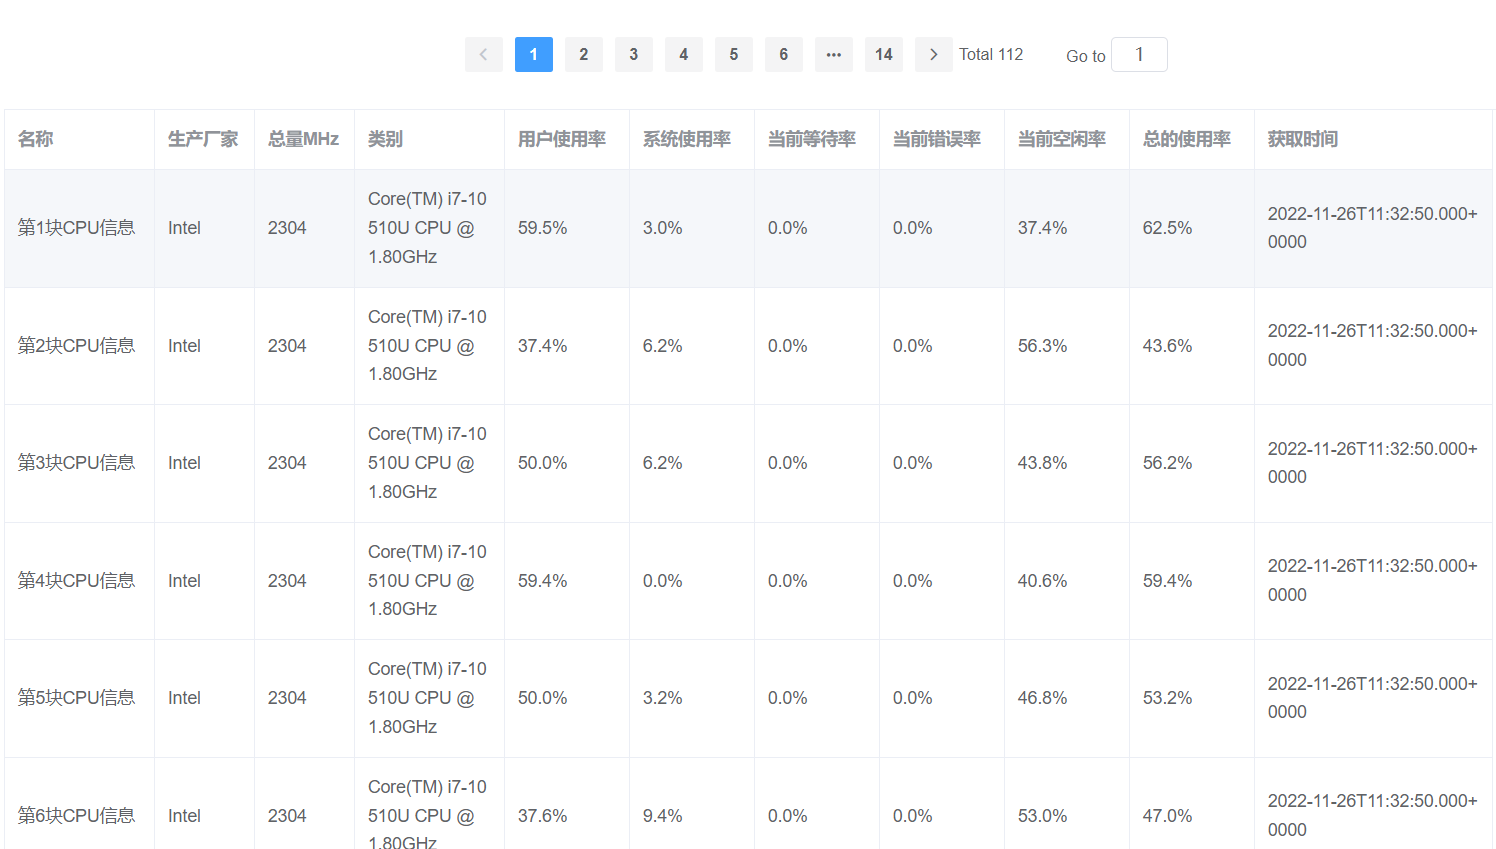 1 2 3 4 5 6 ••• 14 Total 112 Go to 1
名称 生产厂家 总量MHz 类别 用户使用率 系统使用率 当前等待率 当前错误率 当前空闲率 总的使用率 获取时间
第1块CPU信息 Intel 2304 Core(TM) i7-10
510U CPU @
1.80GHz 59.5% 3.0% 0.0% 0.0% 37.4% 62.5% 2022-11-26T11:32:50.000+
0000
第2块CPU信息 Intel 2304 Core(TM) i7-10
510U CPU @
1.80GHz 37.4% 6.2% 0.0% 0.0% 56.3% 43.6% 2022-11-26T11:32:50.000+
0000
第3块CPU信息 Intel 2304 Core(TM) i7-10
510U CPU @
1.80GHz 50.0% 6.2% 0.0% 0.0% 43.8% 56.2% 2022-11-26T11:32:50.000+
0000
第4块CPU信息 Intel 2304 Core(TM) i7-10
510U CPU @
1.80GHz 59.4% 0.0% 0.0% 0.0% 40.6% 59.4% 2022-11-26T11:32:50.000+
0000
第5块CPU信息 Intel 2304 Core(TM) i7-10
510U CPU @
1.80GHz 50.0% 3.2% 0.0% 0.0% 46.8% 53.2% 2022-11-26T11:32:50.000+
0000
第6块CPU信息 Intel 2304 Core(TM) i7-10
510U CPU @
1.80GHz 37.6% 9.4% 0.0% 0.0% 53.0% 47.0% 2022-11-26T11:32:50.000+
0000